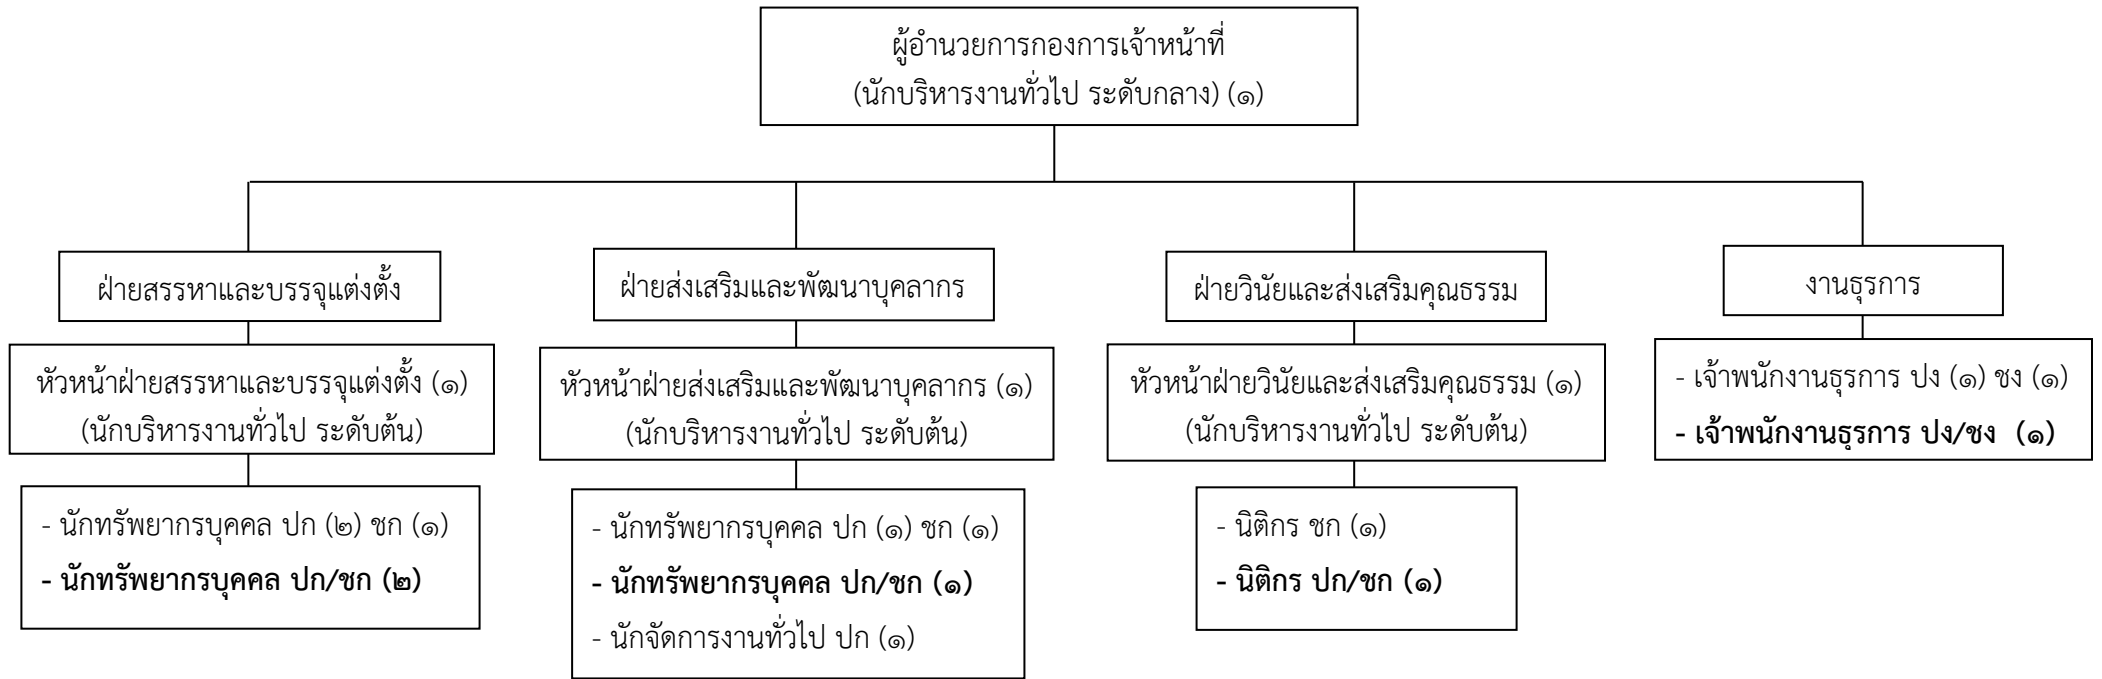 ผู้อำนวยการกองการเจ้าหน้าที่
(นักบริหารงานทั่วไป ระดับกลาง) (๑)
ฝ่ายสรรหาและบรรจุแต่งตั้ง
หัวหน้าฝ่ายสรรหาและบรรจุแต่งตั้ง (๑)
(นักบริหารงานทั่วไป ระดับต้น)
- นักทรัพยากรบุคคล ปก (๒) ชก (๑)
- นักทรัพยากรบุคคล ปก/ชก (๒)
ฝ่ายส่งเสริมและพัฒนาบุคลากร
หัวหน้าฝ่ายส่งเสริมและพัฒนาบุคลากร (๑)
(นักบริหารงานทั่วไป ระดับต้น)
- นักทรัพยากรบุคคล ปก (๑) ชก (๑)
- นักทรัพยากรบุคคล ปก/ชก (๑)
- นักจัดการงานทั่วไป ปก (๑)
ฝ่ายวินัยและส่งเสริมคุณธรรม
หัวหน้าฝ่ายวินัยและส่งเสริมคุณธรรม (๑)
(นักบริหารงานทั่วไป ระดับต้น)
- นิติกร ชก (๑)
- นิติกร ปก/ชก (๑)
งานธุรการ
- เจ้าพนักงานธุรการ ปง (๑) ชง (๑)
- เจ้าพนักงานธุรการ ปง/ชง (๑)